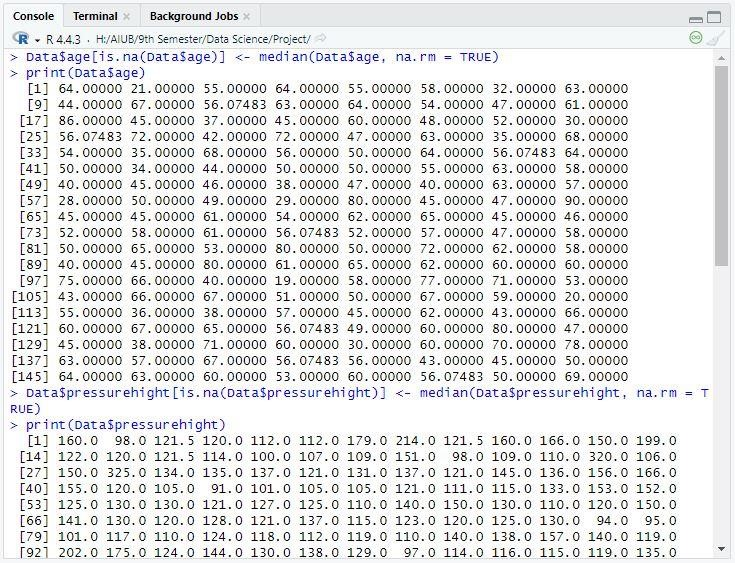 Console Terminal × Background Jobs ×
R 4.4.3 · H:/AIUB/9th Semester/Data Science/Project/
> Data$age[is.na(Data$age)] <- median(Data$age, na.rm = TRUE)
> print(Data$age)
[1] 64.00000 21.00000 55.00000 64.00000 55.00000 58.00000 32.00000 63.00000
[9] 44.00000 67.00000 56.07483 63.00000 64.00000 54.00000 47.00000 61.00000
[17] 86.00000 45.00000 37.00000 45.00000 60.00000 48.00000 52.00000 30.00000
[25] 56.07483 72.00000 42.00000 72.00000 47.00000 63.00000 35.00000 68.00000
[33] 54.00000 35.00000 68.00000 56.00000 50.00000 64.00000 56.07483 64.00000
[41] 50.00000 34.00000 44.00000 50.00000 50.00000 55.00000 63.00000 58.00000
[49] 40.00000 45.00000 46.00000 38.00000 47.00000 40.00000 63.00000 57.00000
[57] 28.00000 50.00000 49.00000 29.00000 80.00000 45.00000 47.00000 90.00000
[65] 45.00000 45.00000 61.00000 54.00000 62.00000 65.00000 45.00000 46.00000
[73] 52.00000 58.00000 61.00000 56.07483 52.00000 57.00000 47.00000 58.00000
[81] 50.00000 65.00000 53.00000 80.00000 50.00000 72.00000 62.00000 58.00000
[89] 40.00000 45.00000 80.00000 61.00000 65.00000 62.00000 60.00000 60.00000
[97] 75.00000 66.00000 40.00000 19.00000 58.00000 77.00000 71.00000 53.00000
[105] 43.00000 66.00000 67.00000 51.00000 50.00000 67.00000 59.00000 20.00000
[113] 55.00000 36.00000 38.00000 57.00000 45.00000 62.00000 43.00000 66.00000
[121] 60.00000 67.00000 65.00000 56.07483 49.00000 60.00000 80.00000 47.00000
[129] 45.00000 38.00000 71.00000 60.00000 30.00000 60.00000 70.00000 78.00000
[137] 63.00000 57.00000 67.00000 56.07483 56.00000 43.00000 45.00000 50.00000
[145] 64.00000 63.00000 60.00000 53.00000 60.00000 56.07483 50.00000 69.00000
> Data$pressurehight[is.na(Data$pressurehight)] <- median(Data$pressurehight, na.rm = T
RUE)
> print(Data$pressurehight)
[1] 160.0 98.0 121.5 120.0 112.0 112.0 179.0 214.0 121.5 160.0 166.0 150.0 199.0
[14] 122.0 120.0 121.5 114.0 100.0 107.0 109.0 151.0 98.0 109.0 110.0 320.0 106.0
[27] 150.0 325.0 134.0 135.0 137.0 121.0 131.0 137.0 121.0 145.0 136.0 156.0 166.0
[40] 155.0 120.0 105.0 91.0 101.0 105.0 105.0 121.0 111.0 115.0 133.0 153.0 152.0
[53] 125.0 130.0 130.0 121.0 127.0 125.0 110.0 140.0 150.0 130.0 110.0 120.0 150.0
[66] 141.0 130.0 120.0 128.0 121.0 137.0 115.0 123.0 120.0 125.0 130.0 94.0 95.0
[79] 101.0 117.0 110.0 124.0 118.0 112.0 119.0 110.0 140.0 138.0 157.0 140.0 119.0
[92] 202.0 175.0 124.0 144.0 130.0 138.0 129.0 97.0 114.0 116.0 115.0 119.0 135.0